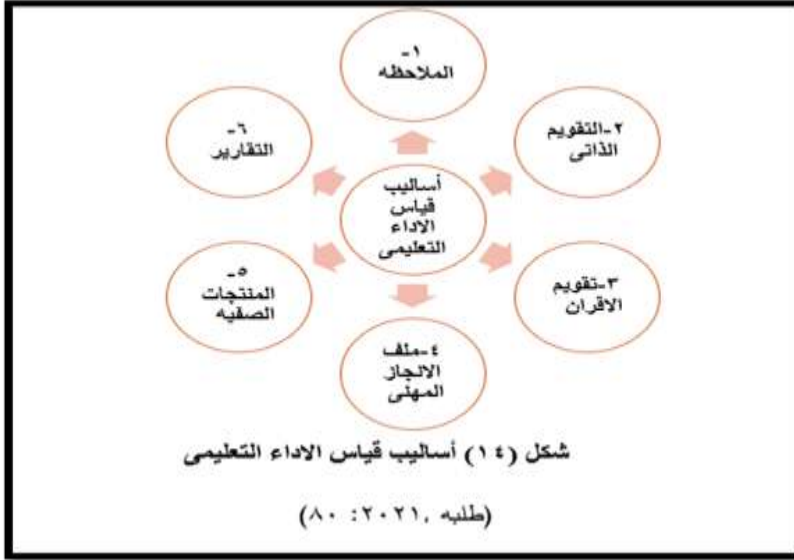 ١-
الملاحظه
٢-التقويم
الذاتى
٣-تقويم
الاقران
٤-ملف
الانجاز
المهنى
٥-
المنتجات
الصفيه
٦-
التقارير
أساليب
قياس
الاداء
التعليمى
شكل (١٤) أساليب قياس الاداء التعليمى
(طلبه ,٢٠٢١: ٨٠)